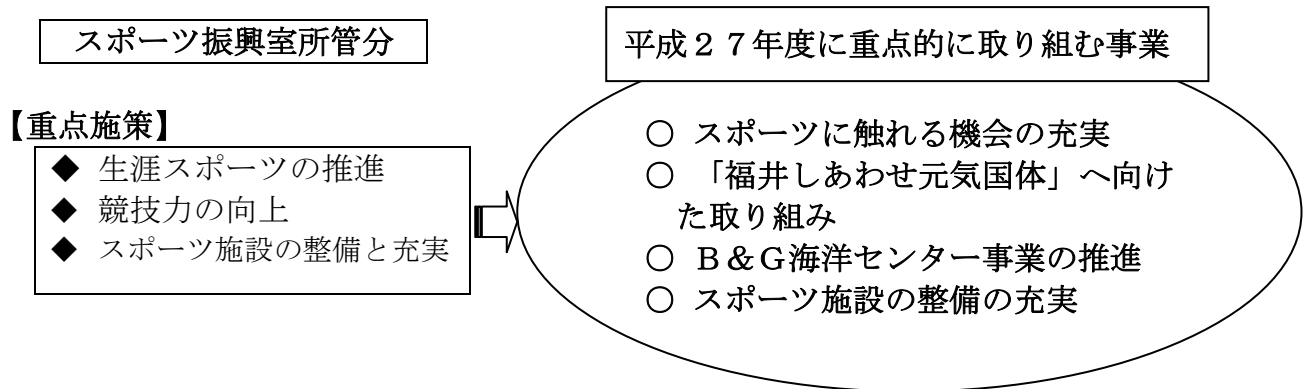 スポーツ振興室所管分
平成２７年度に重点的に取り組む事業
【重点施策】
◆ 生涯スポーツの推進
◆ 競技力の向上
◆ スポーツ施設の整備と充実
○ スポーツに触れる機会の充実
○ 「福井しあわせ元気国体」へ向け
た取り組み
○ Ｂ＆Ｇ海洋センター事業の推進
○ スポーツ施設の整備の充実